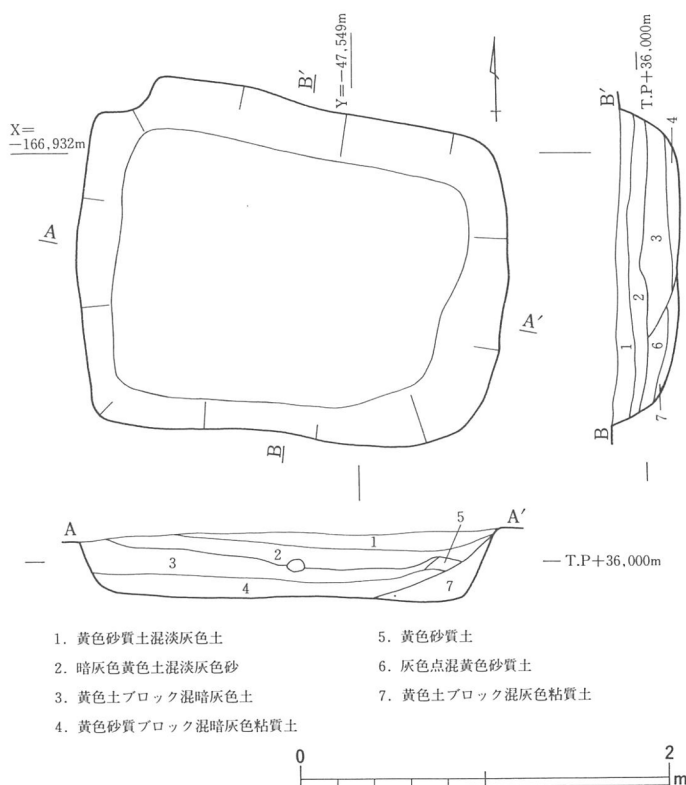 B′
Y=−47,549m
T.P+36,000m
X=
−166,932m
B′
4
A
3
2
A′
1
6
B
B
7
A
A′
5
1
2
3
4
7
T.P+36,000m
1. 黄色砂質土混淡灰色土
2. 暗灰色黄色土混淡灰色砂
3. 黄色土ブロック混暗灰色土
4. 黄色砂質ブロック混暗灰色粘質土
5. 黄色砂質土
6. 灰色点混黄色砂質土
7. 黄色土ブロック混灰色粘質土
0
2
m